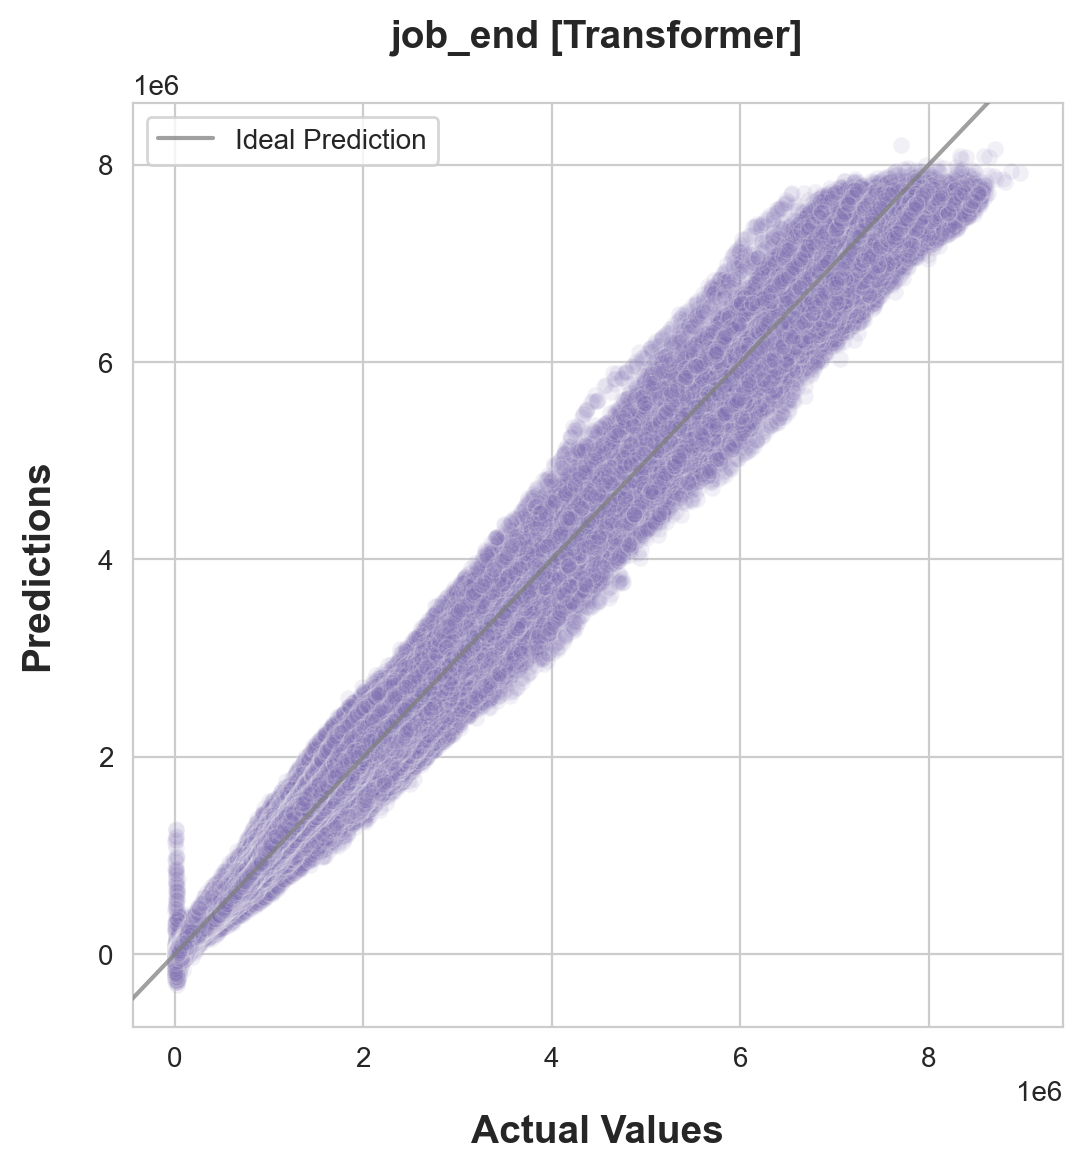 job_end [Transformer]
1e6
Ideal Prediction
8
6
4
2
0
Predictions
0 2 4 6 8
1e6
Actual Values